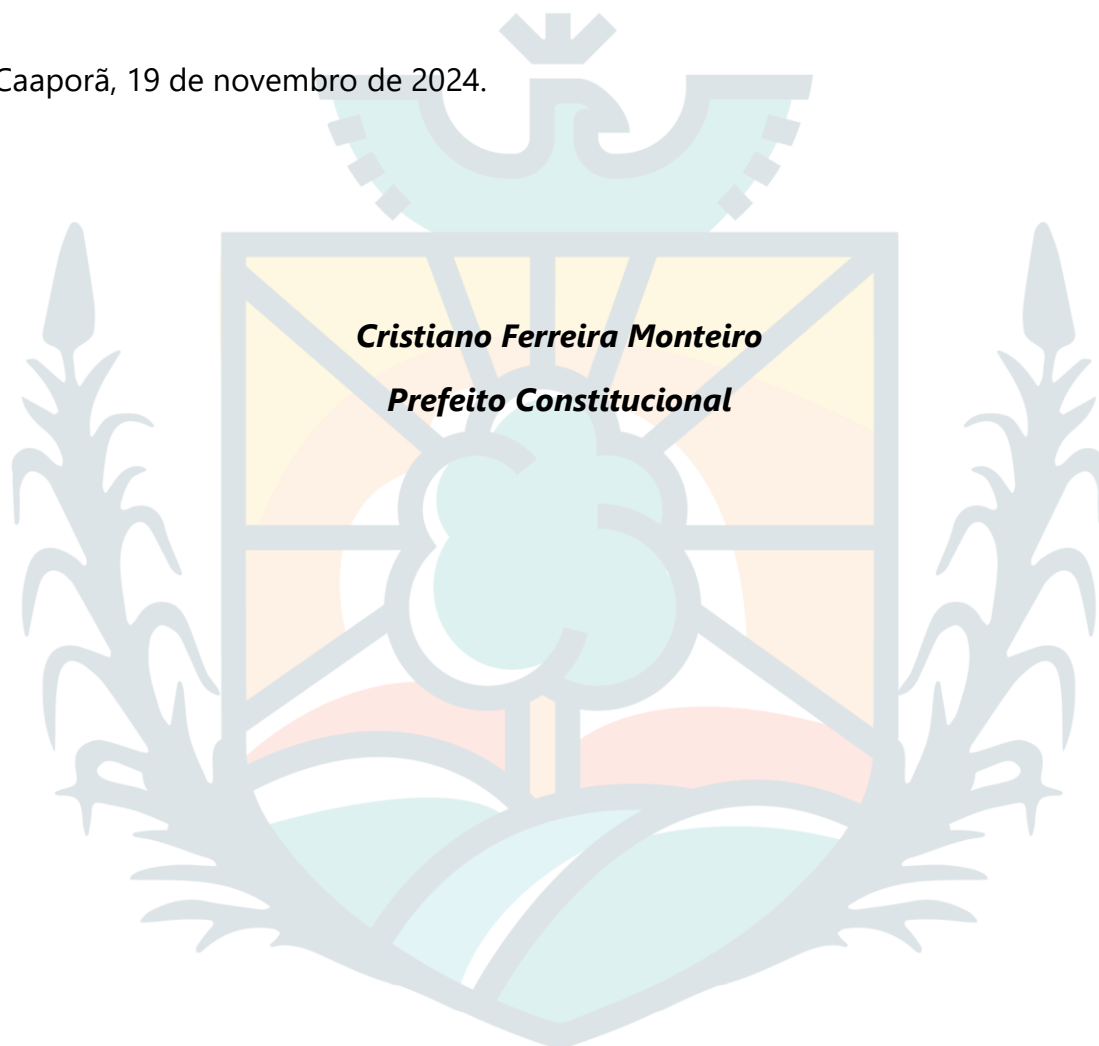 Caaporã, 19 de novembro de 2024.
Cristiano Ferreira Monteiro
Prefeito Constitucional